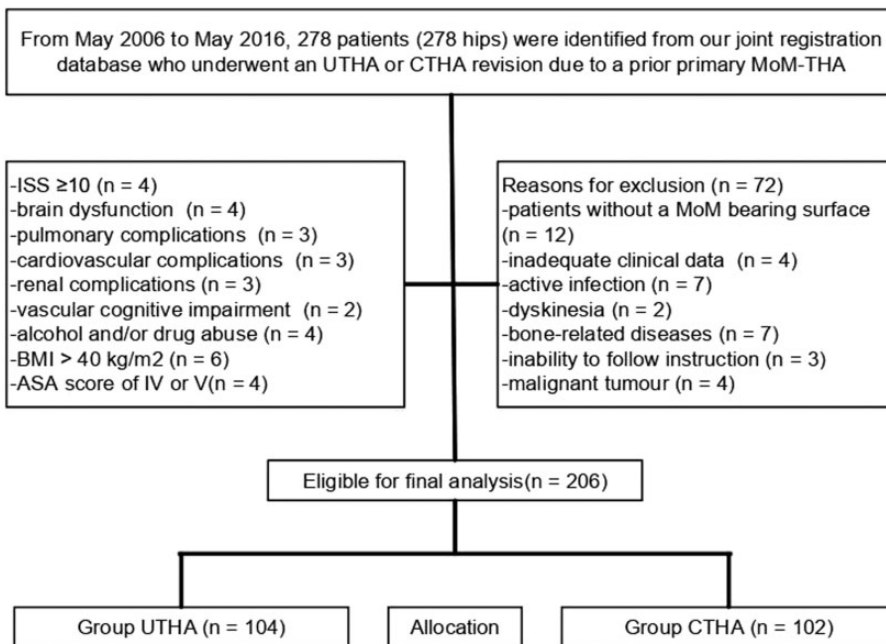 From May 2006 to May 2016, 278 patients (278 hips) were identified from our joint registration
database who underwent an UTHA or CTHA revision due to a prior primary MoM-THA
-ISS ≥10 (n = 4)
-brain dysfunction (n = 4)
-pulmonary complications (n = 3)
-cardiovascular complications (n = 3)
-renal complications (n = 3)
-vascular cognitive impairment (n = 2)
-alcohol and/or drug abuse (n = 4)
-BMI > 40 kg/m2 (n = 6)
-ASA score of IV or V(n = 4)
Reasons for exclusion (n = 72)
-patients without a MoM bearing surface
(n = 12)
-inadequate clinical data (n = 4)
-active infection (n = 7)
-dyskinesia (n = 2)
-bone-related diseases (n = 7)
-inability to follow instruction (n = 3)
-malignant tumour (n = 4)
Eligible for final analysis(n = 206)
Group UTHA (n = 104)
Allocation
Group CTHA (n = 102)